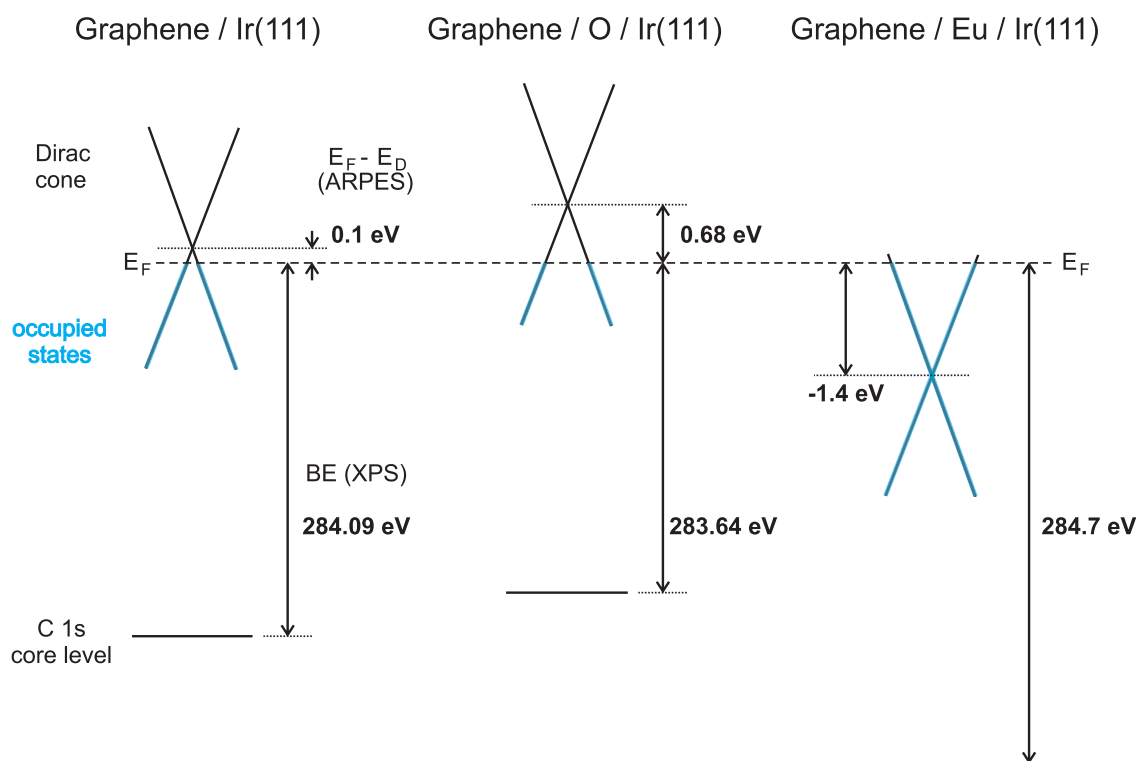 Graphene / Ir(111)
Graphene / O / Ir(111)
Graphene / Eu / Ir(111)
Dirac
cone
E_F - E_D
(ARPES)
0.1 eV
0.68 eV
E_F
E_F
occupied
states
-1.4 eV
BE (XPS)
284.09 eV
283.64 eV
284.7 eV
C 1s
core level